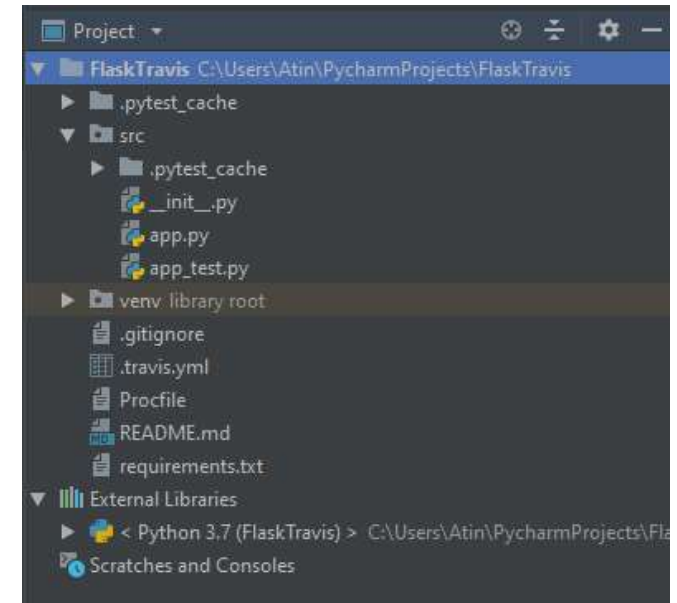 Project
FlaskTravis C:\Users\Atin\PycharmProjects\FlaskTravis
.pytest_cache
src
.pytest_cache
__init__.py
app.py
app_test.py
venv library root
.gitignore
.travis.yml
Procfile
README.md
requirements.txt
External Libraries
< Python 3.7 (FlaskTravis) > C:\Users\Atin\PycharmProjects\Fla
Scratches and Consoles